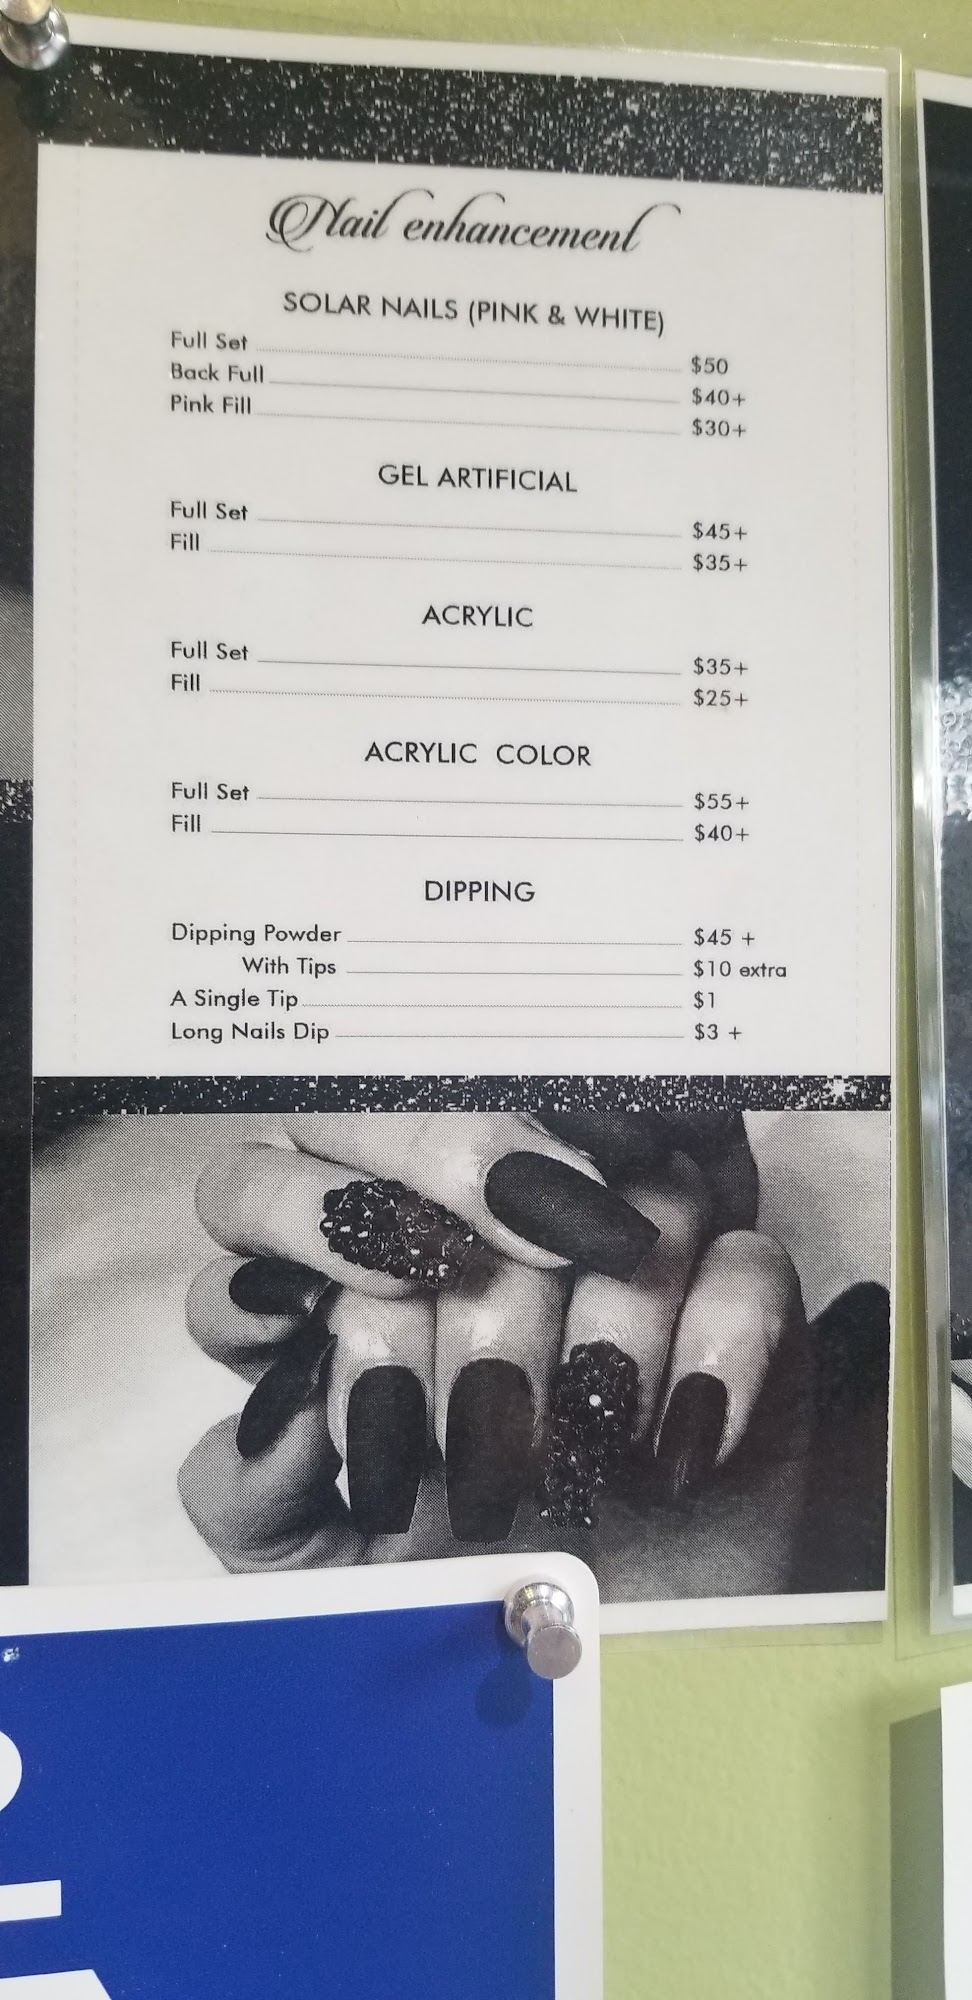 Nail enhancement
SOLAR NAILS (PINK & WHITE)
Full Set $50
Back Full $40+
Pink Fill $30+
GEL ARTIFICIAL
Full Set $45+
Fill $35+
ACRYLIC
Full Set $35+
Fill $25+
ACRYLIC COLOR
Full Set $55+
Fill $40+
DIPPING
Dipping Powder $45 +
With Tips $10 extra
A Single Tip $1
Long Nails Dip $3 +